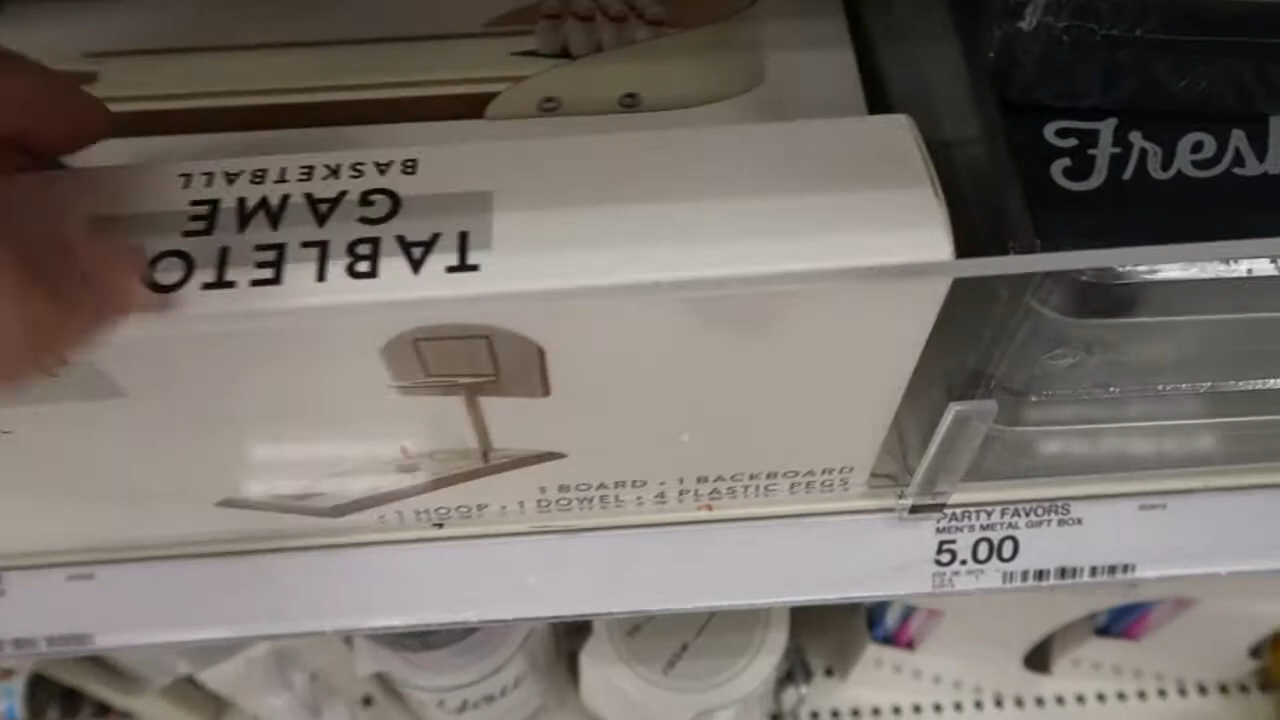 TABLETO
GAME
BASKETBALL
1 BOARD • 1 BACKBOARD
• 1 HOOP • 1 DOWEL • 4 PLASTIC PEGS
Fres
PARTY FAVORS
MEN'S METAL GIFT BOX
5.00